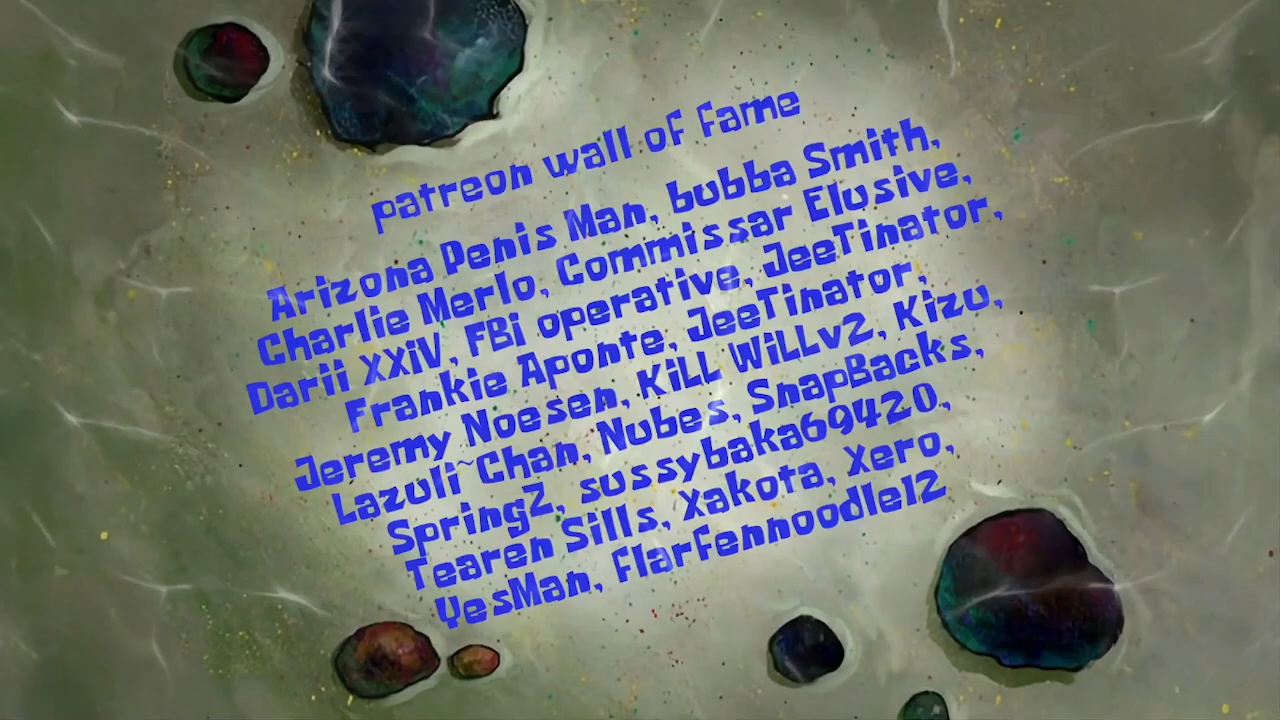 patreon wall of fame
Arizona Penis Man, bubba Smith,
Charlie Merlo, Commissar Elusive,
Darii XXiV, FBi operative, JeeTinator,
Frankie Aponte, JeeTinator,
Jeremy Noesen, KiLL WiLLv2, Kizu,
Lazuli~Chan, Nubes, SnapBacks,
SpringZ, sussybaka69420,
Tearen Sills, Xakota, Xero,
YesMan, flarfennoodle12